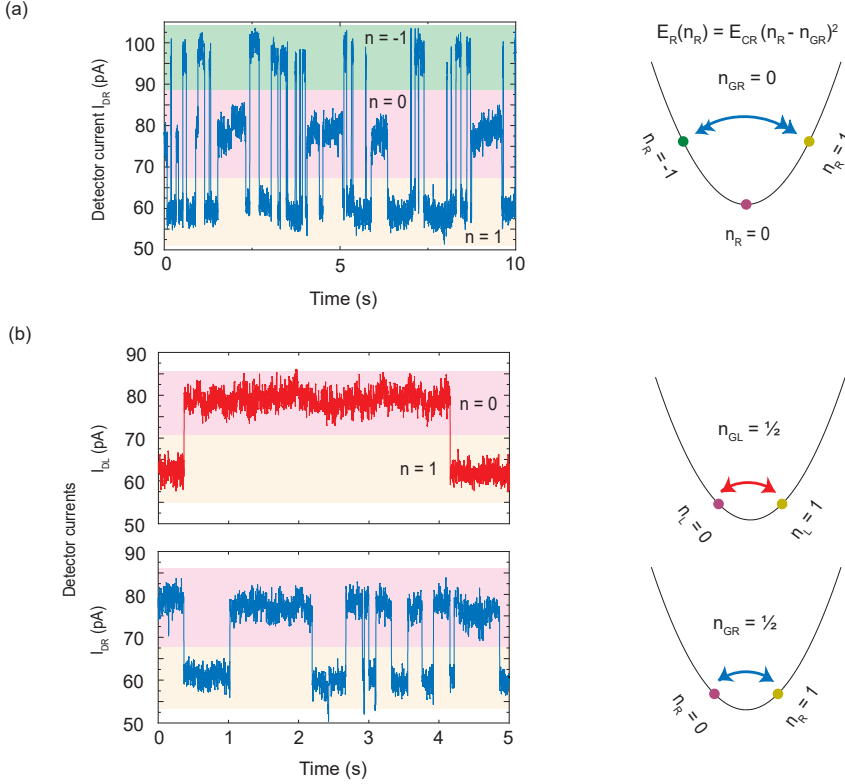 (a)
Detector current I_DR (pA)
100
90
80
70
60
50
n = -1
n = 0
n = 1
0
5
10
Time (s)
E_R(n_R) = E_CR (n_R - n_GR)²
n_GR = 0
n_R = -1
n_R = 1
n_R = 0
(b)
Detector currents
I_DL (pA)
90
80
70
60
50
n = 0
n = 1
n_GL = ½
n_L = 0
n_L = 1
I_DR (pA)
90
80
70
60
50
0
1
2
3
4
5
Time (s)
n_GR = ½
n_R = 0
n_R = 1